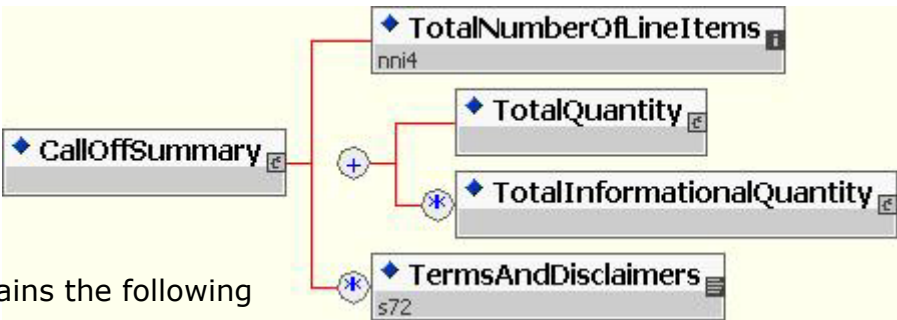 TotalNumberOfLineItems
nni4
TotalQuantity
CallOffSummary
TotalInformationalQuantity
TermsAndDisclaimers
s72
ains the following